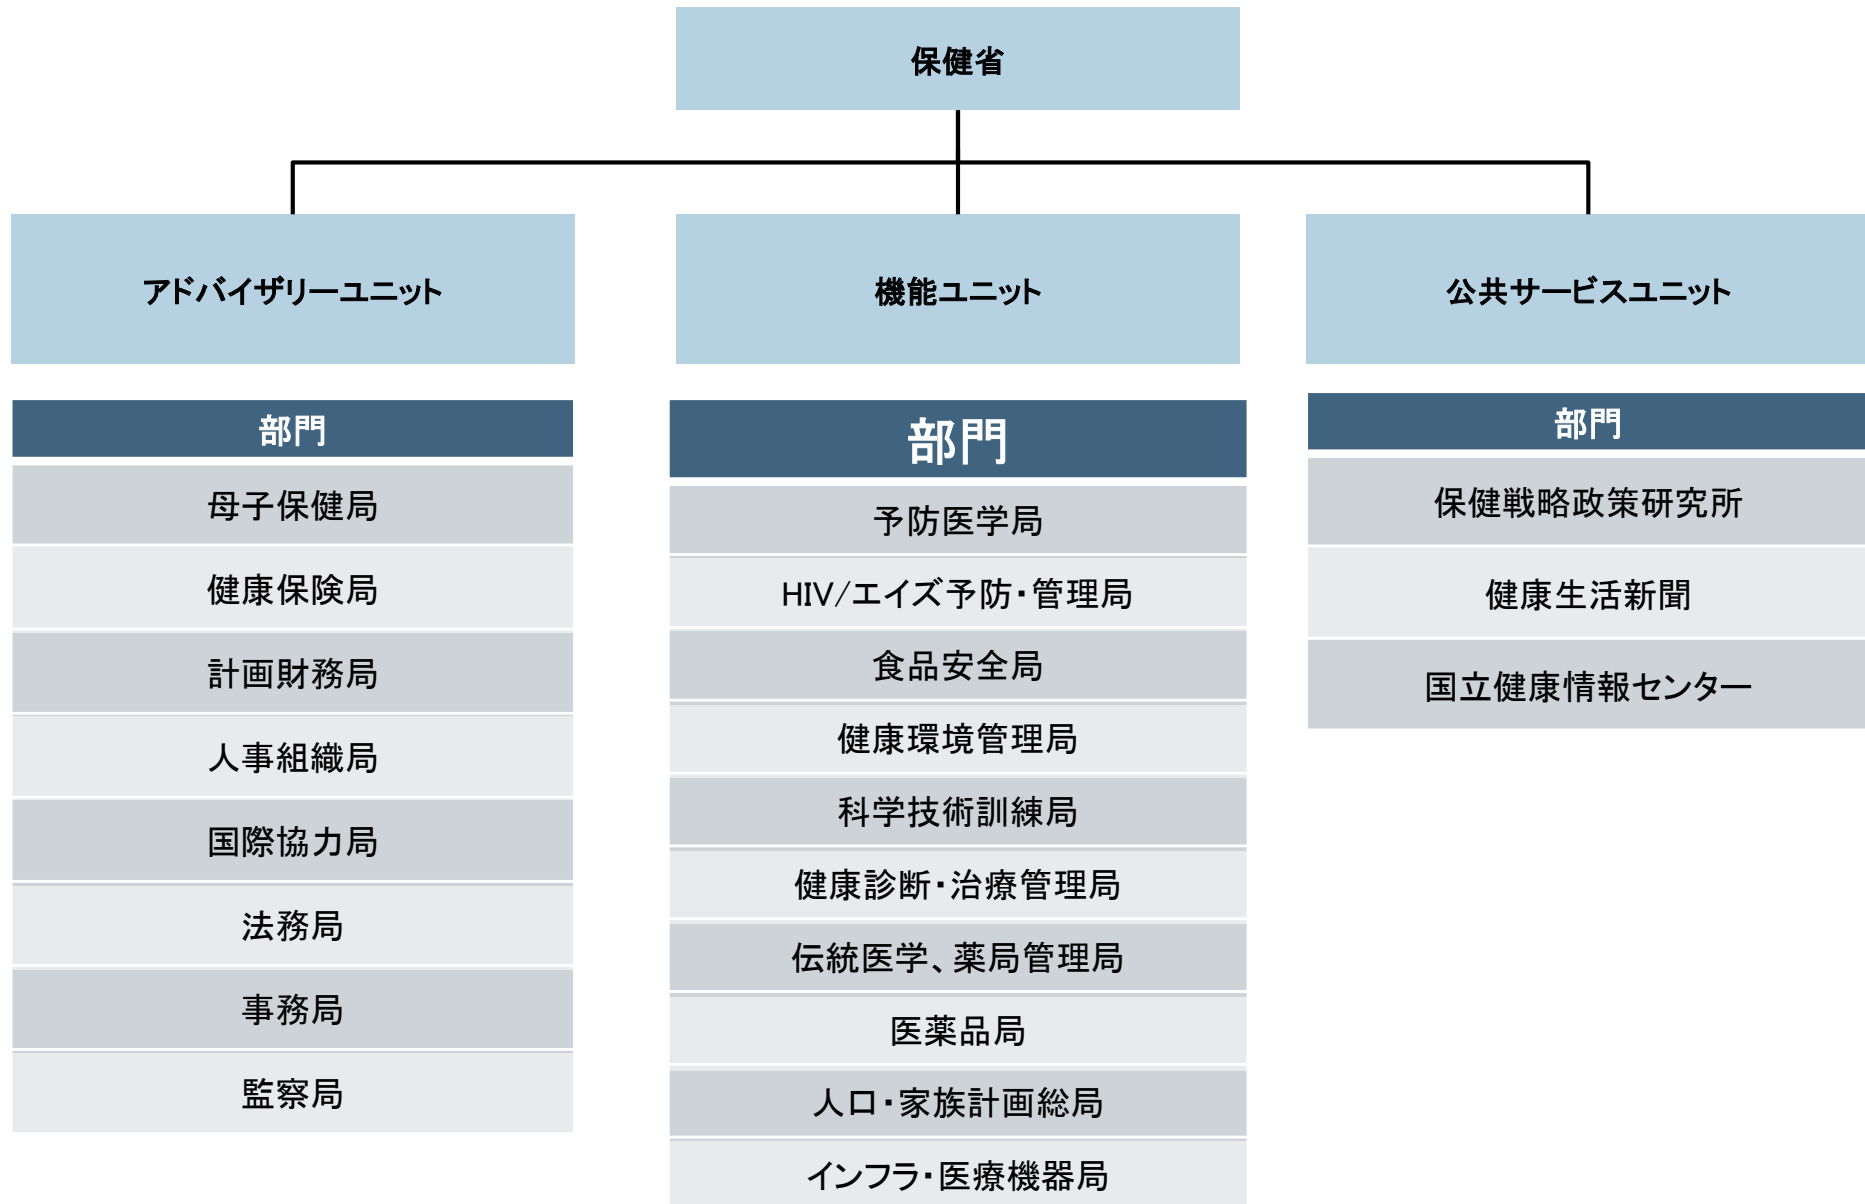 保健省
アドバイザリーユニット
機能ユニット
公共サービスユニット
部門
母子保健局
健康保険局
計画財務局
人事組織局
国際協力局
法務局
事務局
監察局
部門
予防医学局
HIV/エイズ予防・管理局
食品安全局
健康環境管理局
科学技術訓練局
健康診断・治療管理局
伝統医学、薬局管理局
医薬品局
人口・家族計画総局
インフラ・医療機器局
部門
保健戦略政策研究所
健康生活新聞
国立健康情報センター